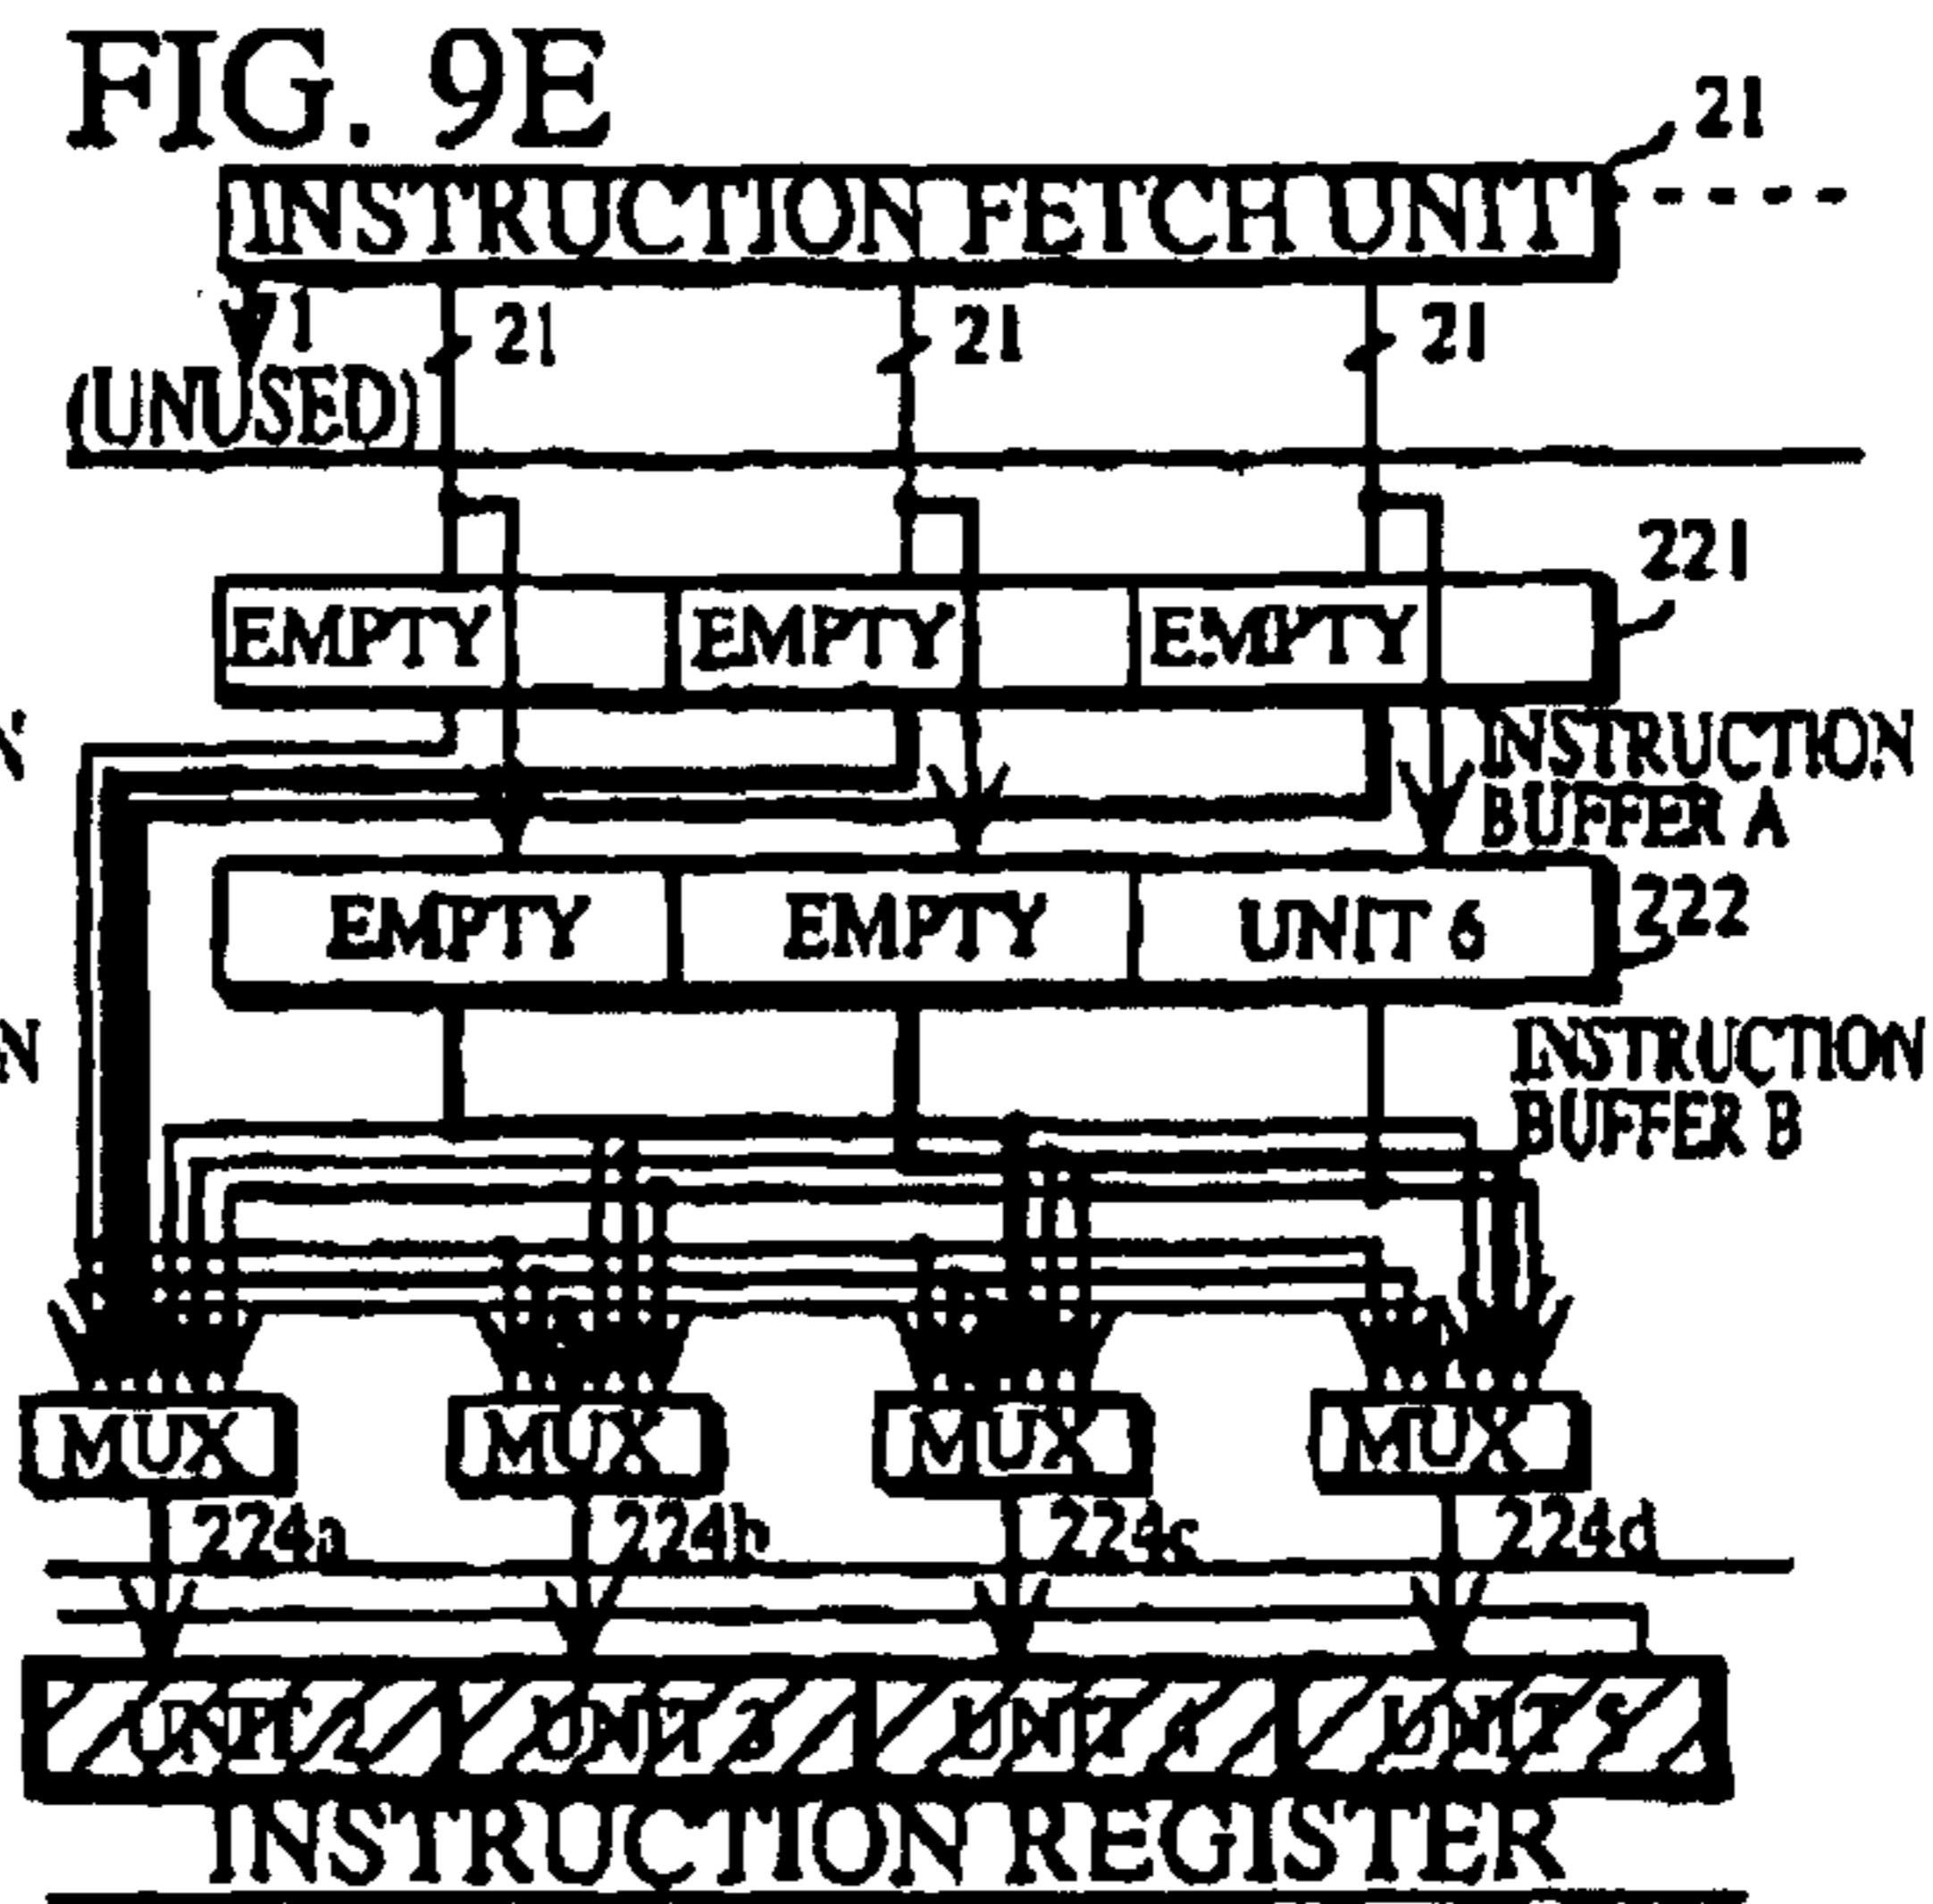 FIG. 9E
21
INSTRUCTION FETCH UNIT
1 21 21 21
(UNUSED)
221
EMPTY EMPTY EMPTY
INSTRUCTION
BUFFER A
EMPTY EMPTY UNIT 6
222
N
INSTRUCTION
BUFFER B
MUX MUX MUX MUX
224a 224b 224c 224d
UNIT 2 UNIT 3 UNIT 4 UNIT 5
INSTRUCTION REGISTER